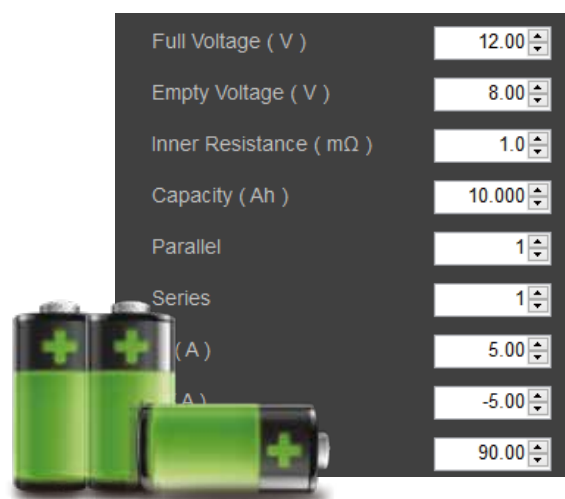 Full Voltage ( V ) 12.00
Empty Voltage ( V ) 8.00
Inner Resistance ( mΩ ) 1.0
Capacity ( Ah ) 10.000
Parallel 1
Series 1
( A ) 5.00
A ) -5.00
90.00